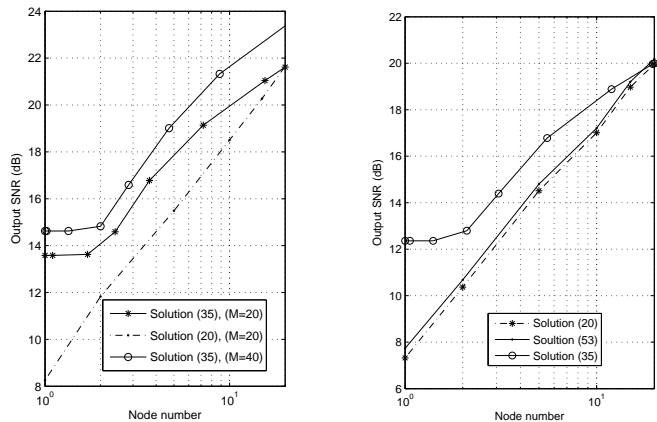 24
22
20
18
16
14
12
10
8
10^0
10^1
Output SNR (dB)
Node number
Solution (35), (M=20)
Solution (20), (M=20)
Solution (35), (M=40)
22
20
18
16
14
12
10
8
6
10^0
10^1
Output SNR (dB)
Node number
Solution (20)
Soultion (53)
Solution (35)